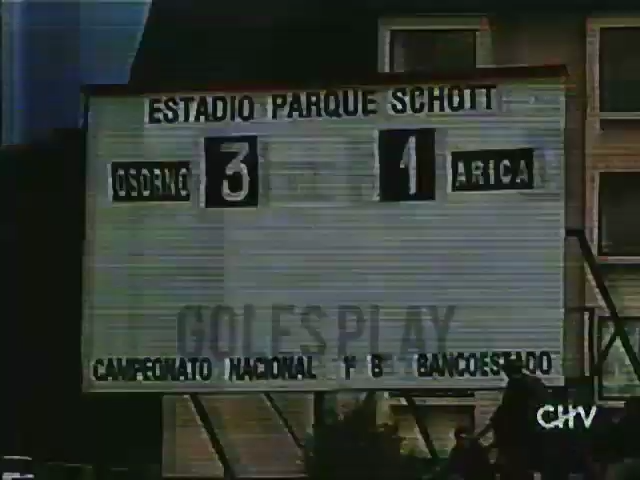 ESTADIO PARQUE SCHOTT
OSORNO 3 1 ARICA
GOLESPLAY
CAMPEONATO NACIONAL 1ª B BANCOESTADO
CHV